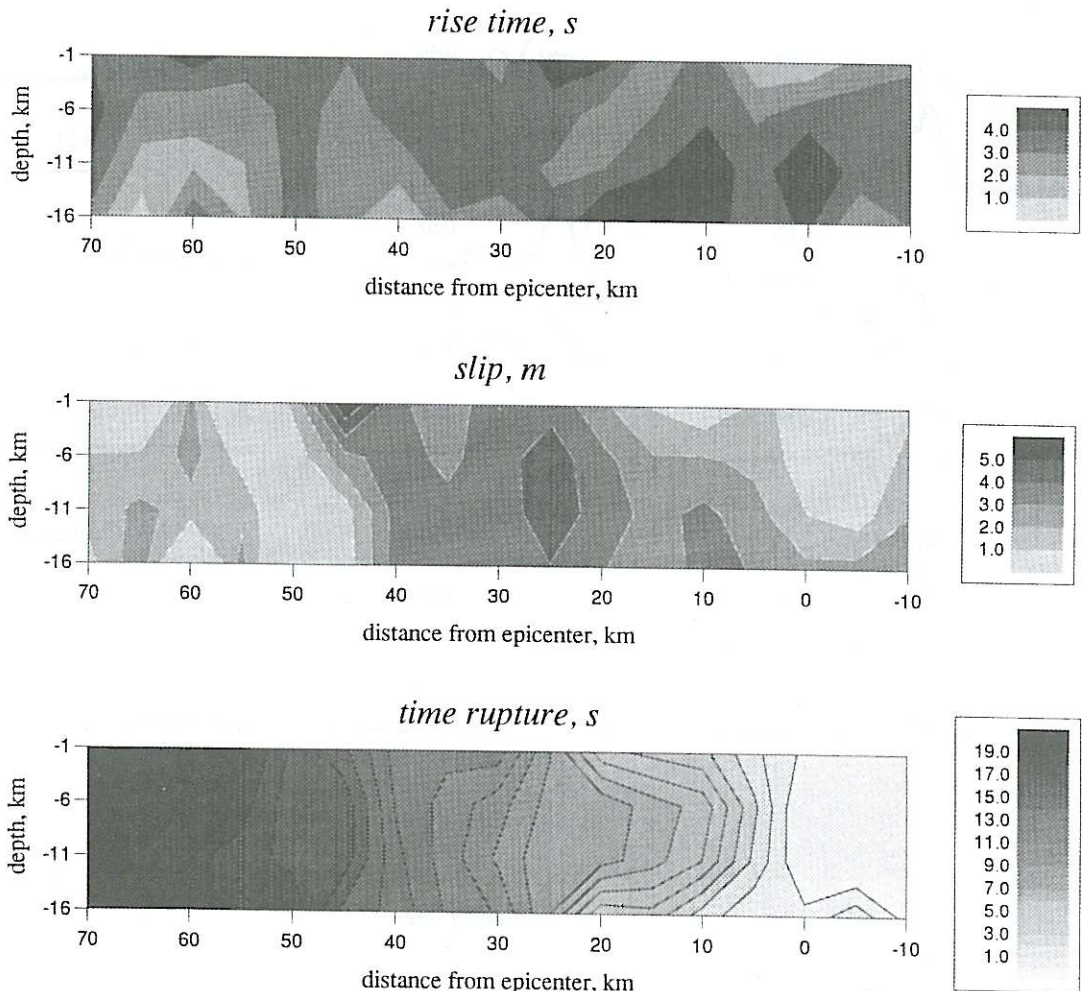 rise time, s
-1
-6
-11
-16
depth, km
70 60 50 40 30 20 10 0 -10
distance from epicenter, km
4.0
3.0
2.0
1.0
slip, m
-1
-6
-11
-16
depth, km
70 60 50 40 30 20 10 0 -10
distance from epicenter, km
5.0
4.0
3.0
2.0
1.0
time rupture, s
-1
-6
-11
-16
depth, km
70 60 50 40 30 20 10 0 -10
distance from epicenter, km
19.0
17.0
15.0
13.0
11.0
9.0
7.0
5.0
3.0
1.0